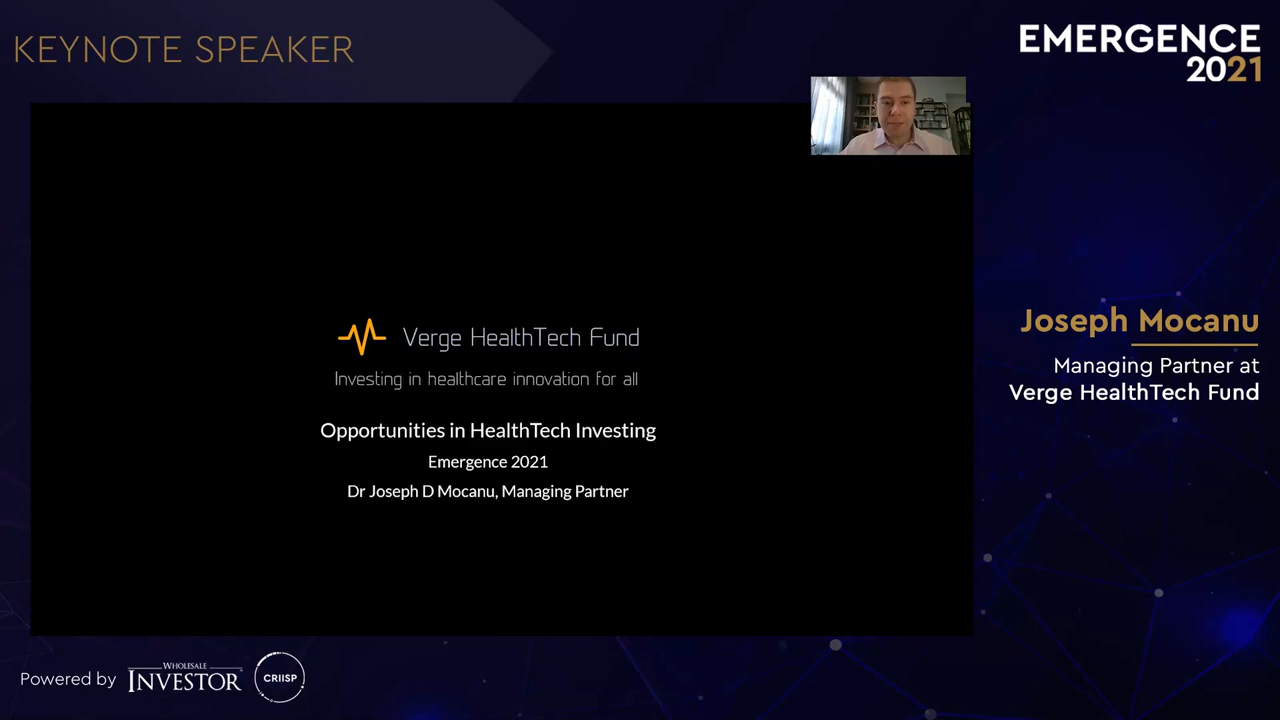 KEYNOTE SPEAKER
EMERGENCE
2021
Verge HealthTech Fund
Investing in healthcare innovation for all
Opportunities in HealthTech Investing
Emergence 2021
Dr Joseph D Mocanu, Managing Partner
Joseph Mocanu
Managing Partner at
Verge HealthTech Fund
Powered by
WHOLESALE
INVESTOR
CRIISP